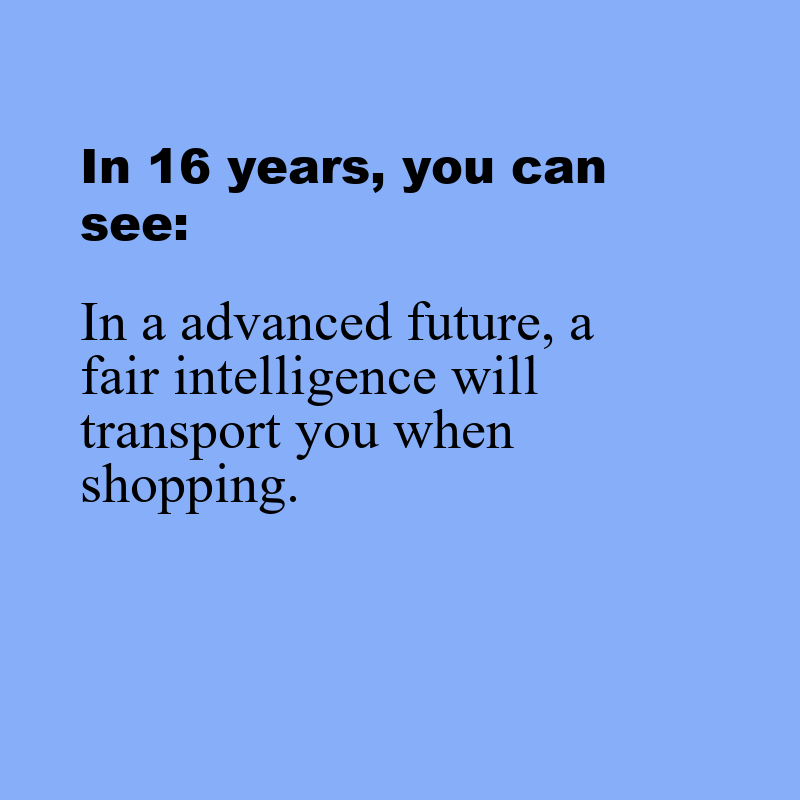 In 16 years, you can
see:
In a advanced future, a
fair intelligence will
transport you when
shopping.